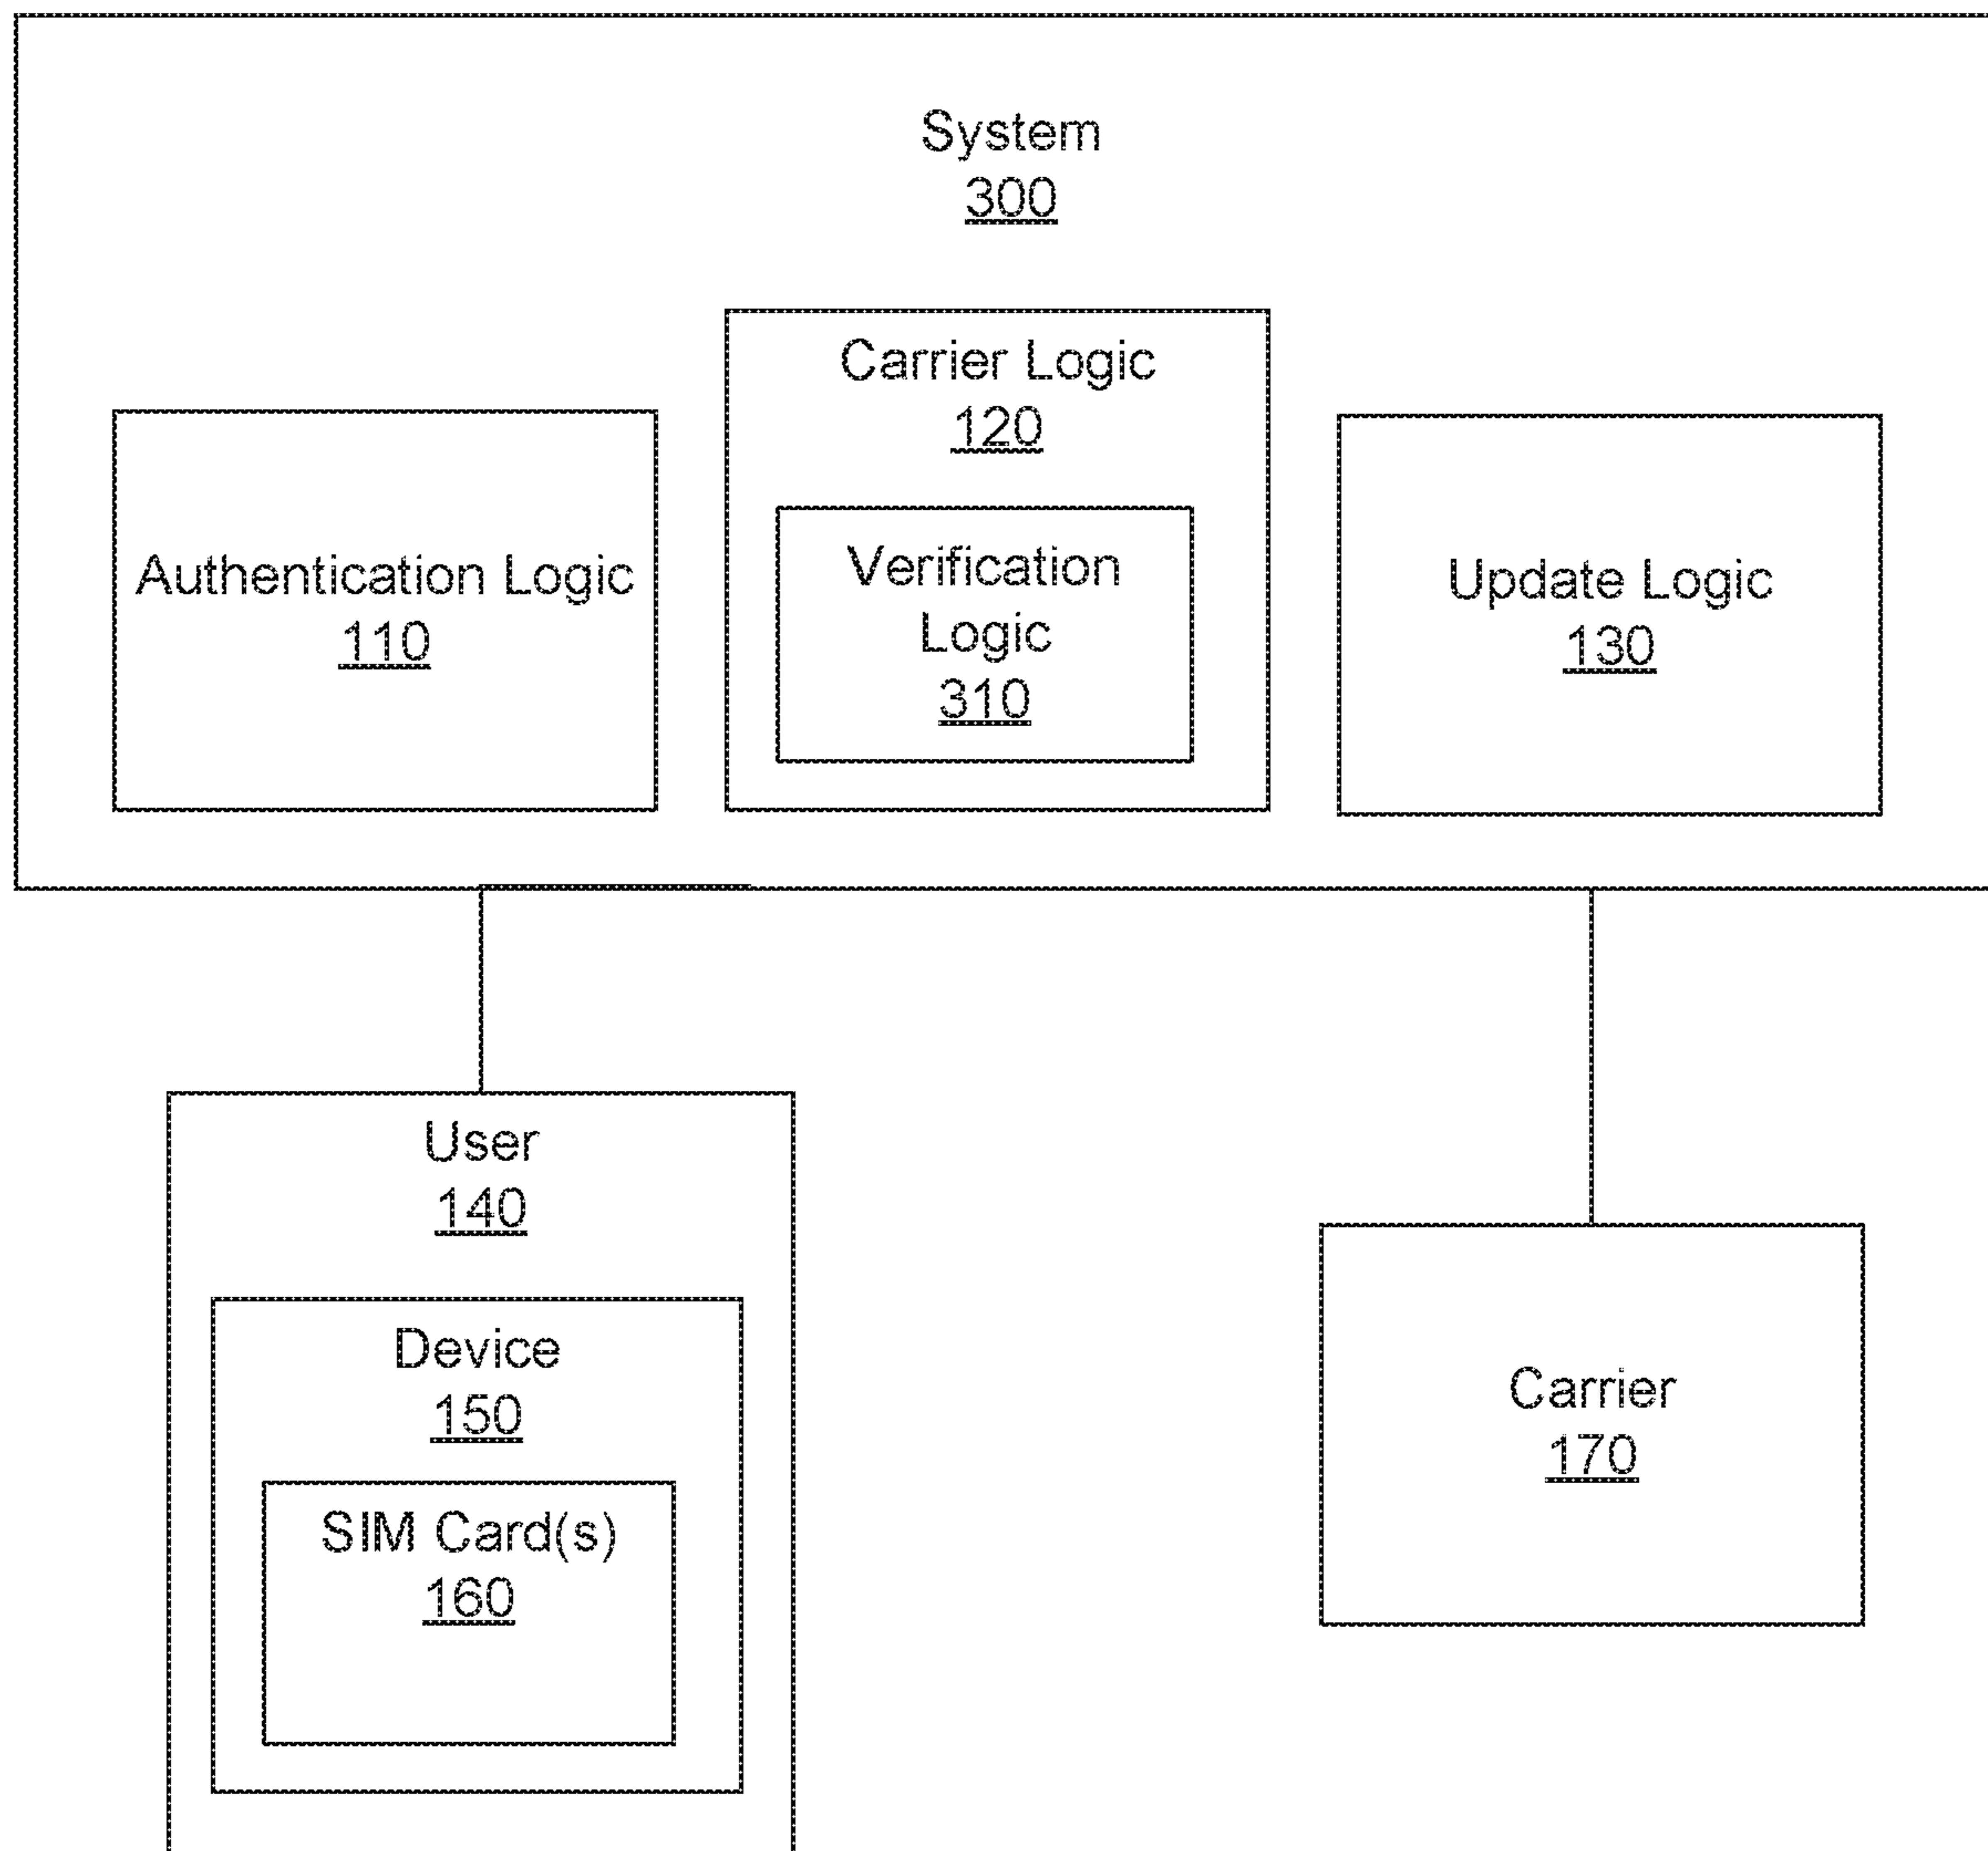 System
300
Carrier Logic
120
Authentication Logic
110
Verification
Logic
310
Update Logic
130
User
140
Device
150
SIM Card(s)
160
Carrier
170